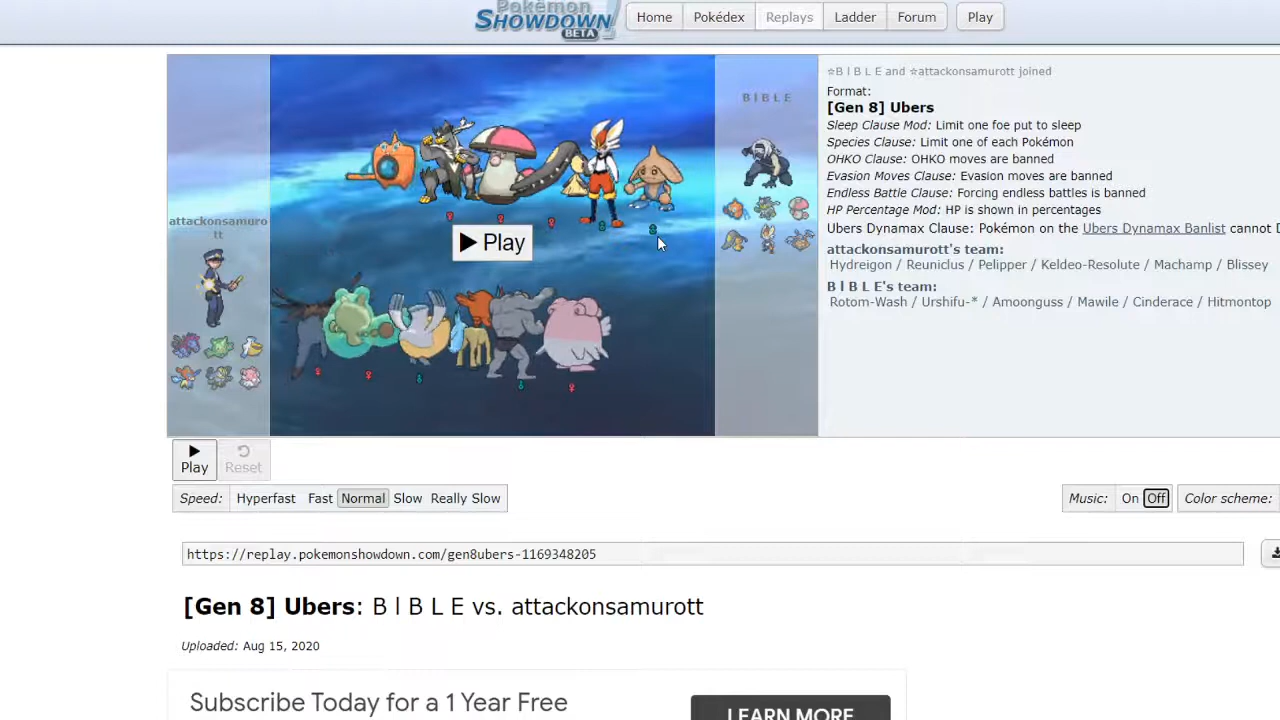 Pokémon
SHOWDOWN!
BETA
Home
Pokédex
Replays
Ladder
Forum
Play
attackonsamuro
tt
▶ Play
B l B L E
☆B l B L E and ☆attackonsamurott joined
Format:
[Gen 8] Ubers
Sleep Clause Mod: Limit one foe put to sleep
Species Clause: Limit one of each Pokémon
OHKO Clause: OHKO moves are banned
Evasion Moves Clause: Evasion moves are banned
Endless Battle Clause: Forcing endless battles is banned
HP Percentage Mod: HP is shown in percentages
Ubers Dynamax Clause: Pokémon on the Ubers Dynamax Banlist cannot D
attackonsamurott's team:
Hydreigon / Reuniclus / Pelipper / Keldeo-Resolute / Machamp / Blissey
B l B L E's team:
Rotom-Wash / Urshifu-* / Amoonguss / Mawile / Cinderace / Hitmontop
Play
Reset
Speed: Hyperfast Fast Normal Slow Really Slow
Music: On Off
Color scheme:
https://replay.pokemonshowdown.com/gen8ubers-1169348205
[Gen 8] Ubers: B l B L E vs. attackonsamurott
Uploaded: Aug 15, 2020
Subscribe Today for a 1 Year Free
LEARN MORE